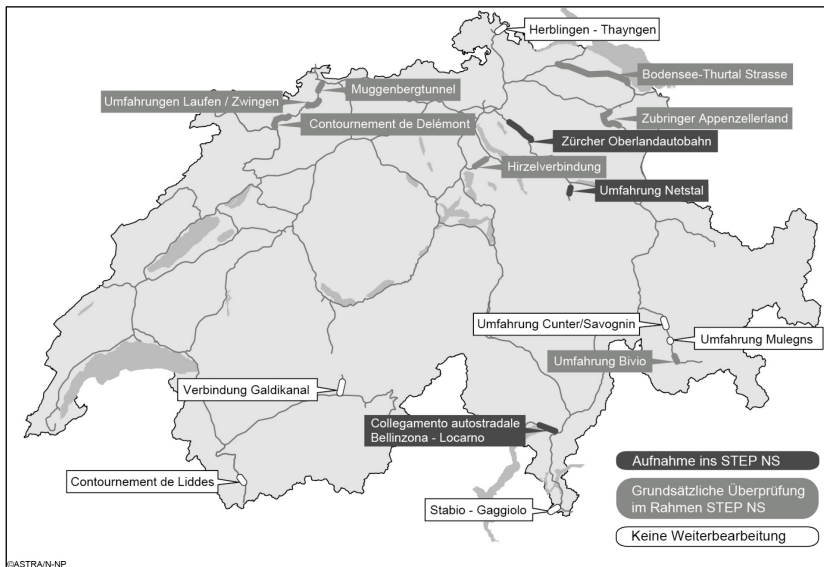 Herblingen - Thayngen
Bodensee-Thurtal Strasse
Muggenbergtunnel
Umfahrungen Laufen / Zwingen
Contournement de Delémont
Zubringer Appenzellerland
Zürcher Oberlandautobahn
Hirzelverbindung
Umfahrung Netstal
Umfahrung Cunter/Savognin
Umfahrung Mulegns
Umfahrung Bivio
Verbindung Galdikanal
Collegamento autostradale
Bellinzona - Locarno
Contournement de Liddes
Stabio - Gaggiolo
Aufnahme ins STEP NS
Grundsätzliche Überprüfung
im Rahmen STEP NS
Keine Weiterbearbeitung
©ASTRA/N-NP